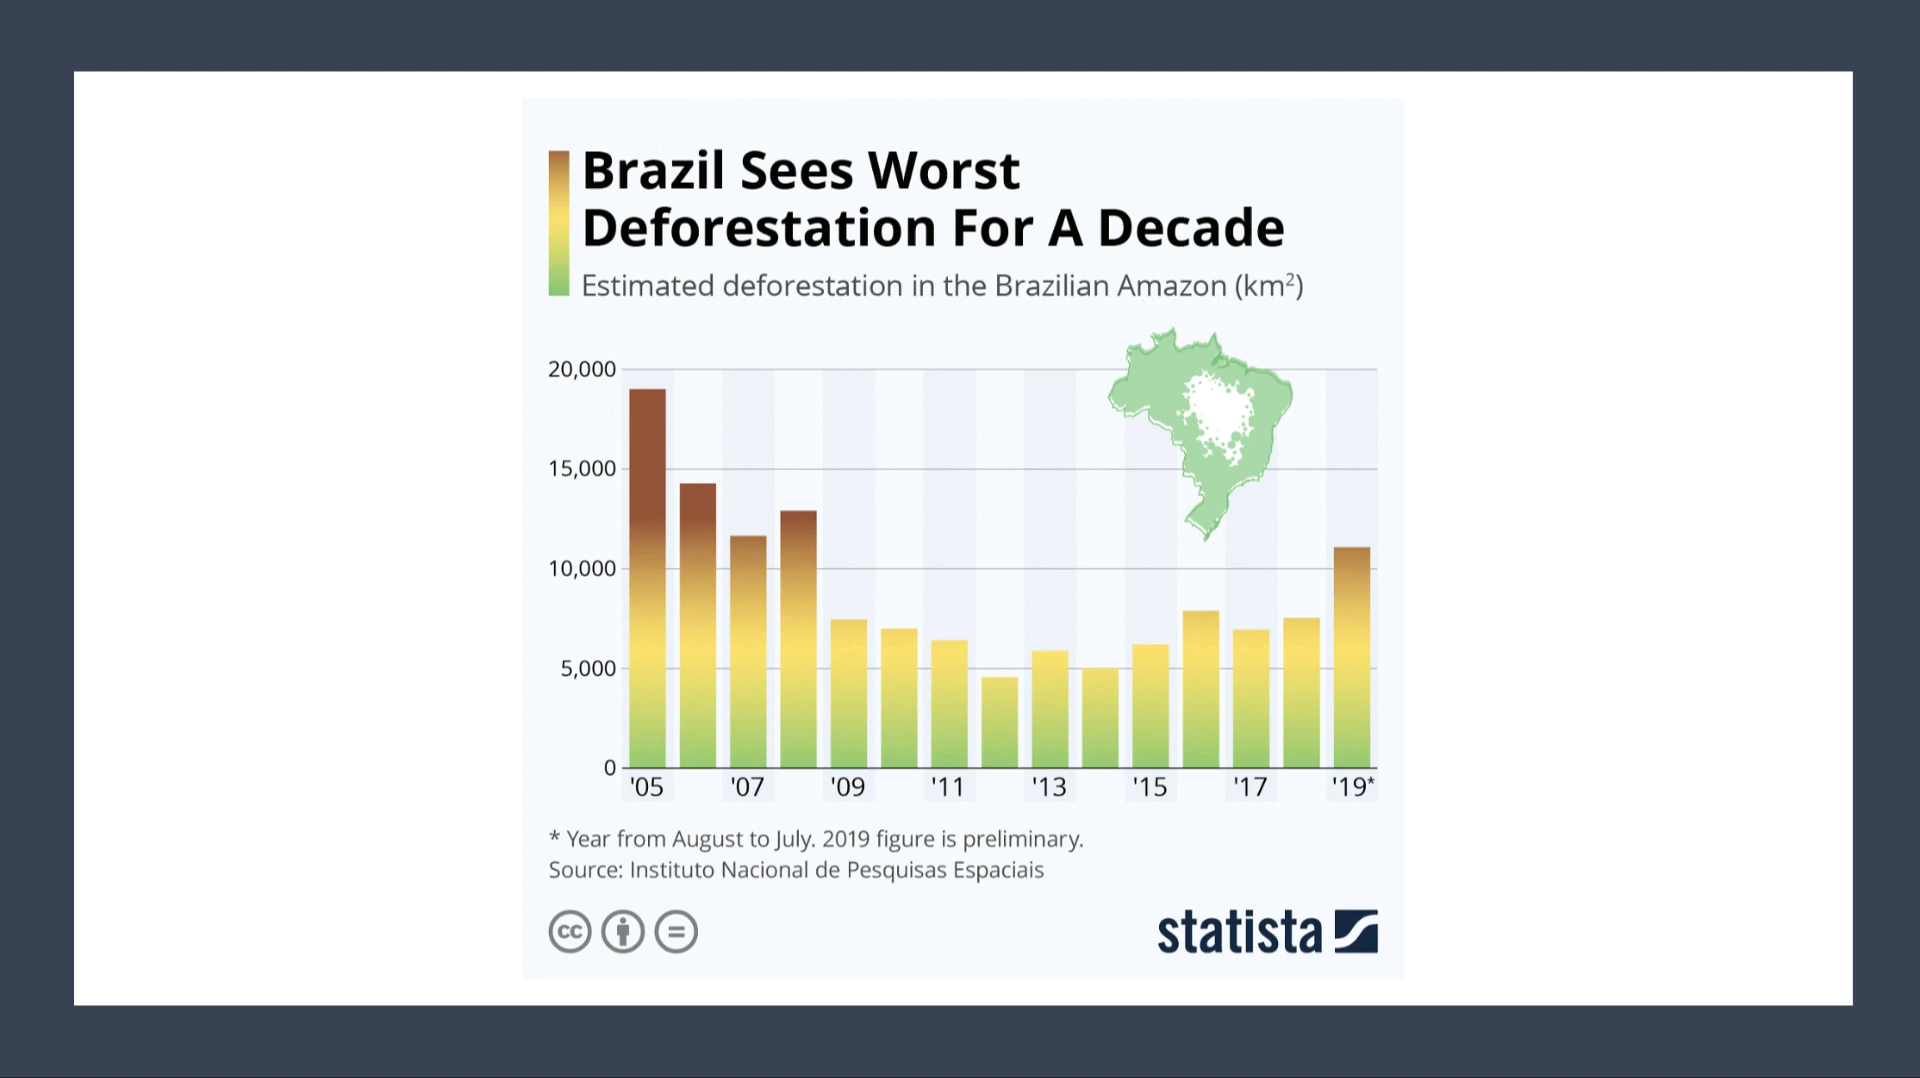 Brazil Sees Worst
Deforestation For A Decade
Estimated deforestation in the Brazilian Amazon (km²)
20,000
15,000
10,000
5,000
0
'05 '07 '09 '11 '13 '15 '17 '19*
* Year from August to July. 2019 figure is preliminary.
Source: Instituto Nacional de Pesquisas Espaciais
cc
=
statista